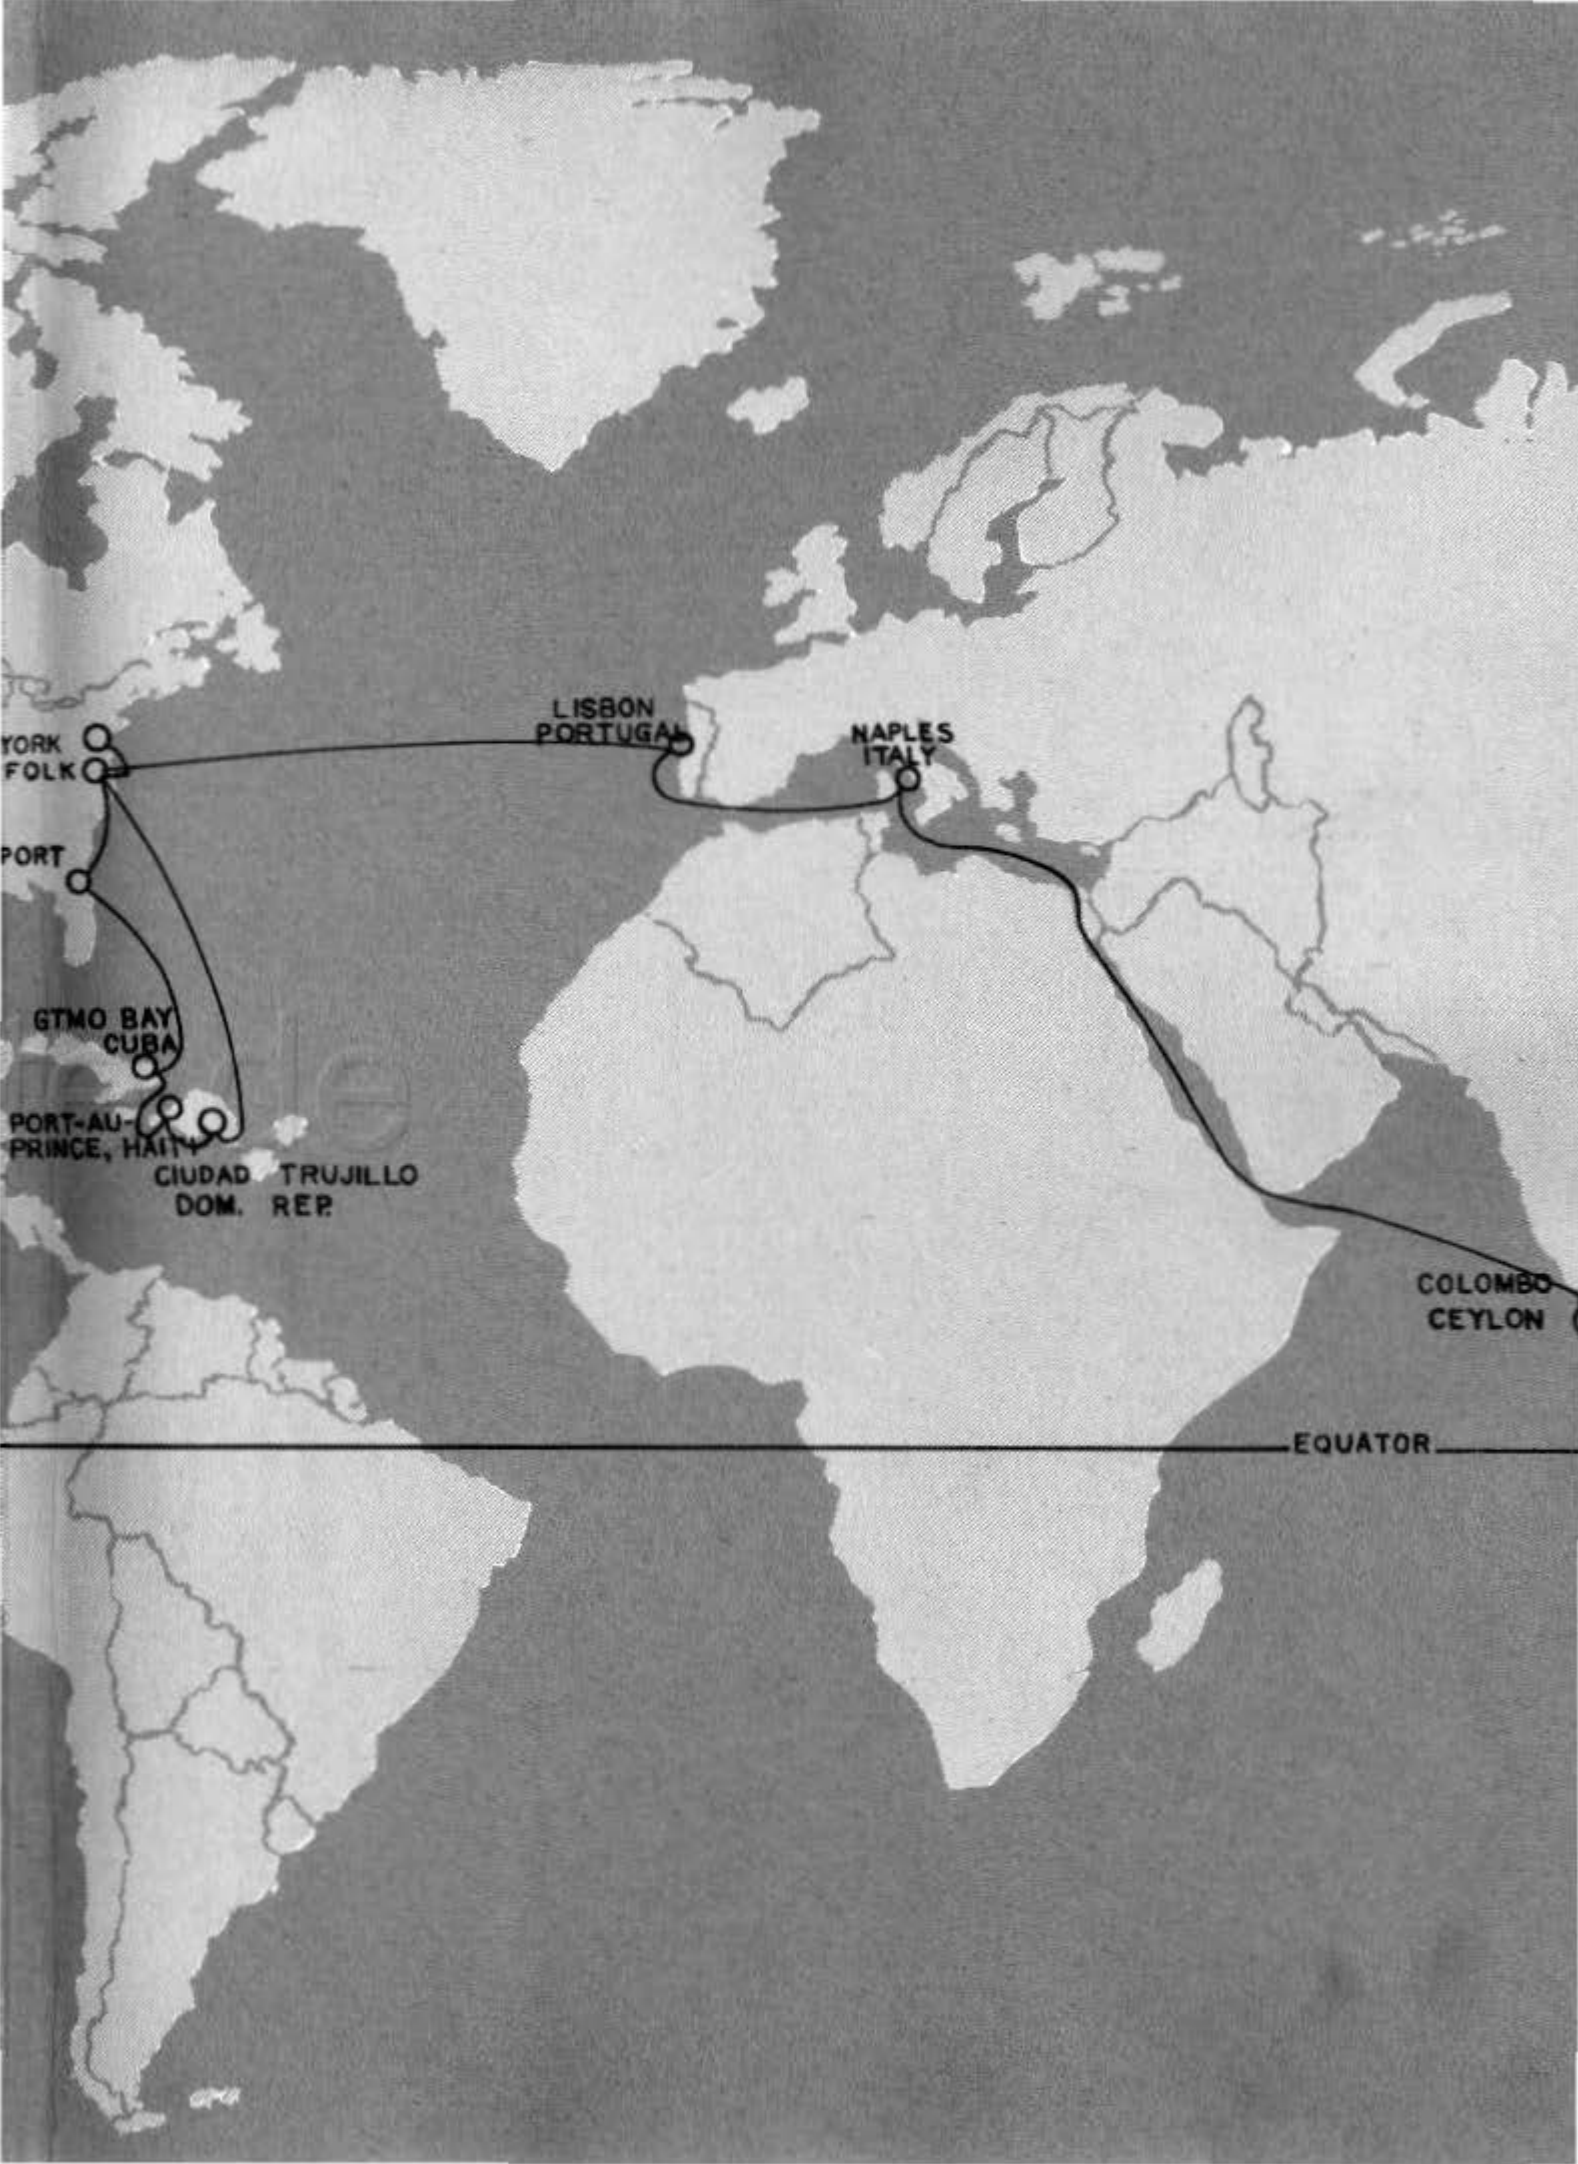 LISBON
PORTUGAL
NAPLES
ITALY
YORK
FOLK
PORT
GTMO BAY
CUBA
PORT-AU-
PRINCE, HAITI
CIUDAD TRUJILLO
DOM. REP.
COLOMBO
CEYLON
EQUATOR